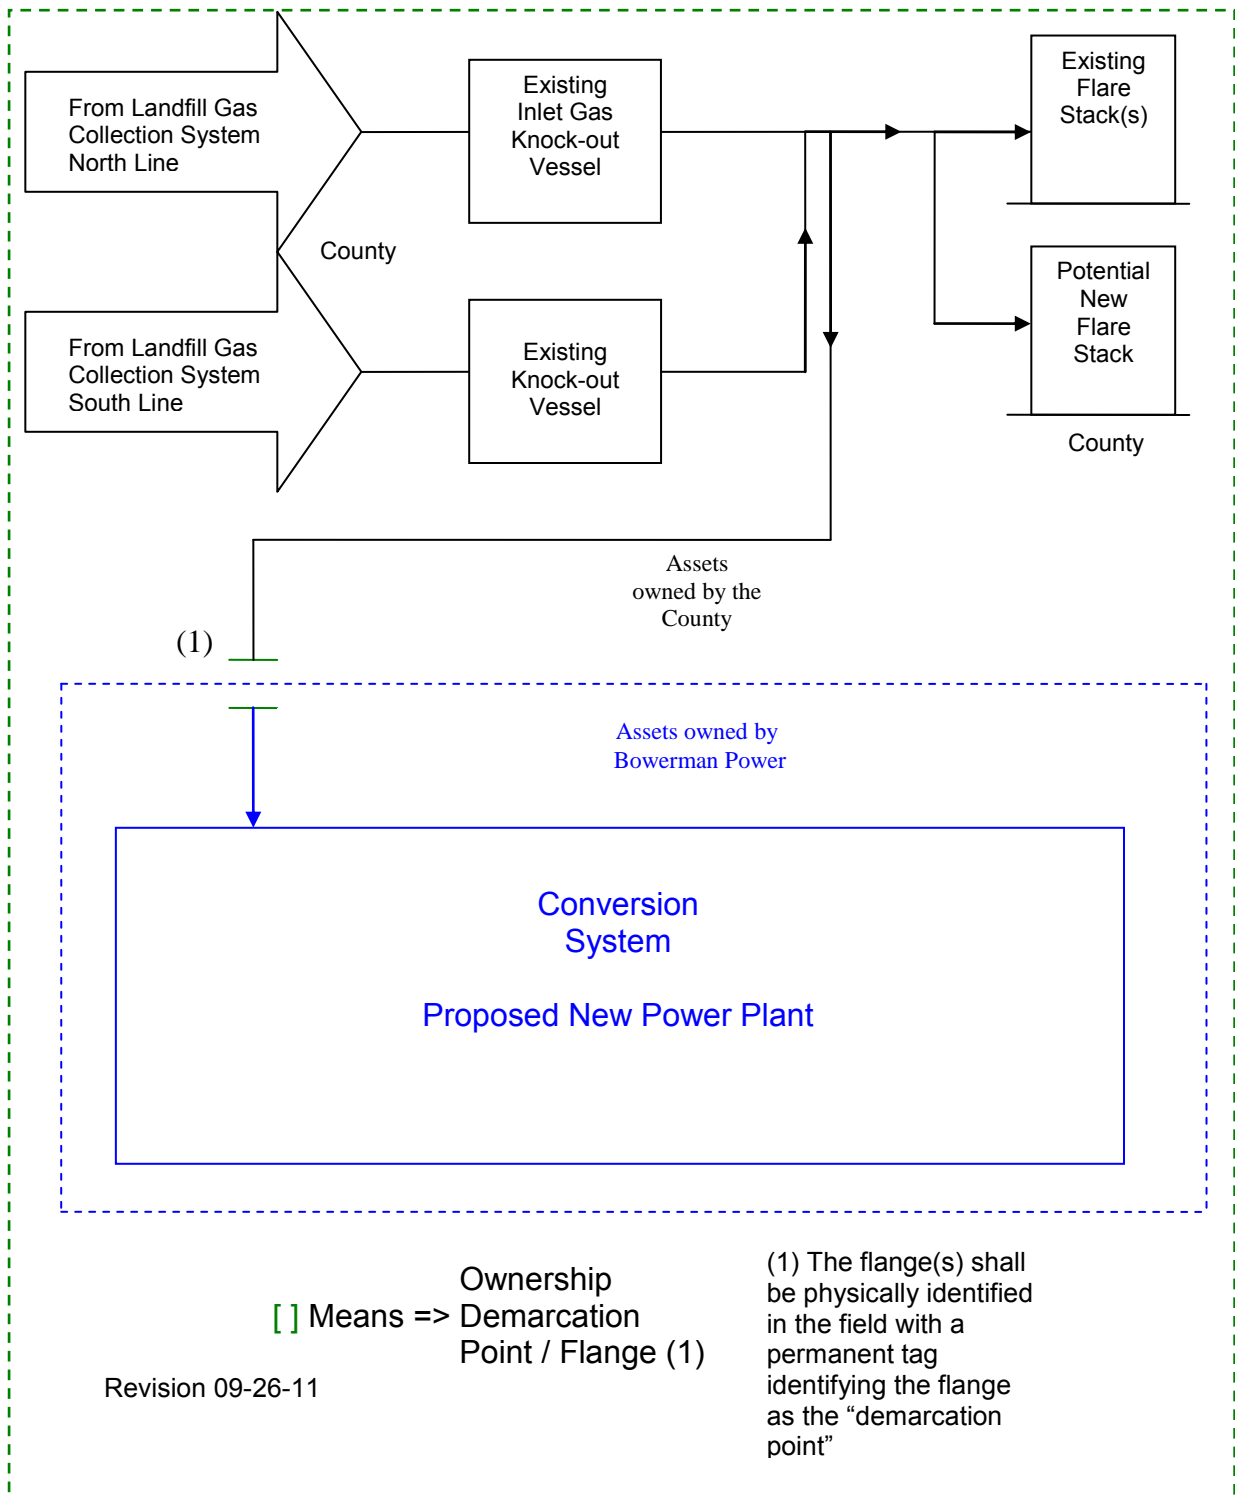 From Landfill Gas
Collection System
North Line
Existing
Inlet Gas
Knock-out
Vessel
Existing
Flare
Stack(s)
County
From Landfill Gas
Collection System
South Line
Existing
Knock-out
Vessel
Potential
New
Flare
Stack
County
Assets
owned by the
County
(1)
Assets owned by
Bowerman Power
Conversion
System
Proposed New Power Plant
Ownership
[ ] Means => Demarcation
Point / Flange (1)
(1) The flange(s) shall
be physically identified
in the field with a
permanent tag
identifying the flange
as the “demarcation
point”
Revision 09-26-11